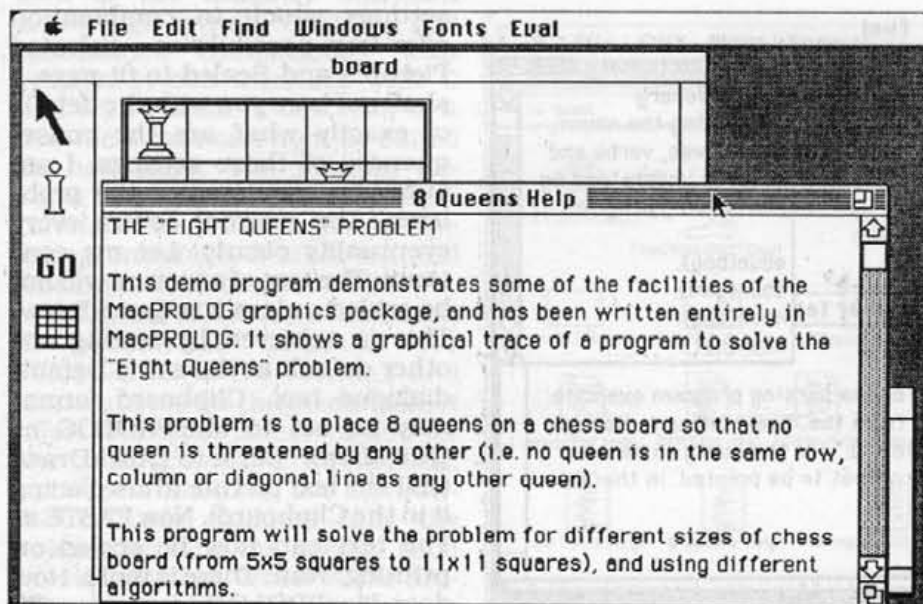 File Edit Find Windows Fonts Eval
board
8 Queens Help
GO
THE "EIGHT QUEENS" PROBLEM
This demo program demonstrates some of the facilities of the
MacPROLOG graphics package, and has been written entirely in
MacPROLOG. It shows a graphical trace of a program to solve the
"Eight Queens" problem.
This problem is to place 8 queens on a chess board so that no
queen is threatened by any other (i.e. no queen is in the same row,
column or diagonal line as any other queen).
This program will solve the problem for different sizes of chess
board (from 5x5 squares to 11x11 squares), and using different
algorithms.